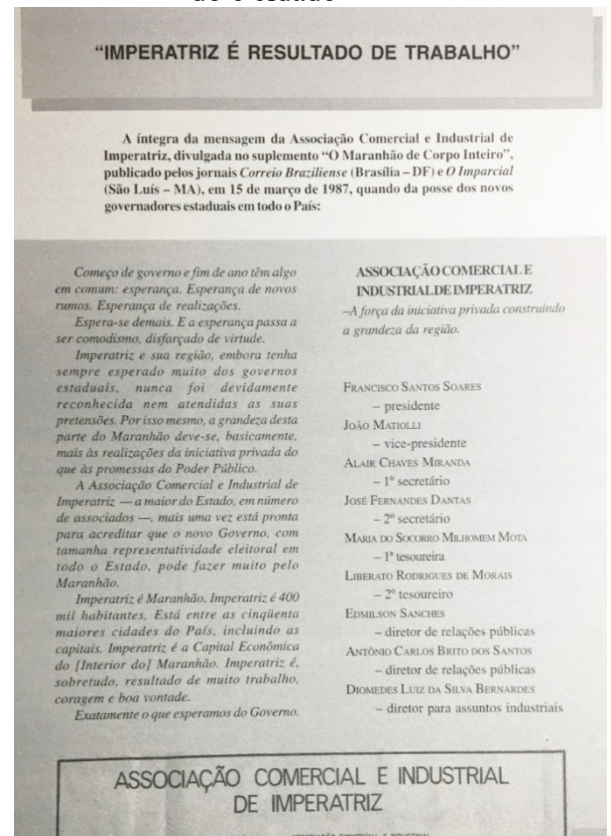 “IMPERATRIZ É RESULTADO DE TRABALHO”
A íntegra da mensagem da Associação Comercial e Industrial de
Imperatriz, divulgada no suplemento “O Maranhão de Corpo Inteiro”,
publicado pelos jornais Correio Braziliense (Brasília – DF) e O Imparcial
(São Luís – MA), em 15 de março de 1987, quando da posse dos novos
governadores estaduais em todo o País:
Começo de governo e fim de ano têm algo
em comum: esperança. Esperança de novos
rumos. Esperança de realizações.
Espera-se demais. E a esperança passa a
ser comodismo, disfarçado de virtude.
Imperatriz e sua região, embora tenha
sempre esperado muito dos governos
estaduais, nunca foi devidamente
reconhecida nem atendidas as suas
pretensões. Por isso mesmo, a grandeza desta
parte do Maranhão deve-se, basicamente,
mais às realizações da iniciativa privada do
que às promessas do Poder Público.
A Associação Comercial e Industrial de
Imperatriz — a maior do Estado, em número
de associados —, mais uma vez está pronta
para acreditar que o novo Governo, com
tamanha representatividade eleitoral em
todo o Estado, pode fazer muito pelo
Maranhão.
Imperatriz é Maranhão. Imperatriz é 400
mil habitantes. Está entre as cinqüenta
maiores cidades do País, incluindo as
capitais. Imperatriz é a Capital Econômica
do [Interior do] Maranhão. Imperatriz é,
sobretudo, resultado de muito trabalho,
coragem e boa vontade.
Exatamente o que esperamos do Governo.
ASSOCIAÇÃO COMERCIAL E
INDUSTRIAL DE IMPERATRIZ
–A força da iniciativa privada construindo
a grandeza da região.
FRANCISCO SANTOS SOARES
– presidente
JOÃO MATIOLLI
– vice-presidente
ALAIR CHAVES MIRANDA
– 1º secretário
JOSÉ FERNANDES DANTAS
– 2º secretário
MARIA DO SOCORRO MILHOMEM MOTA
– 1ª tesoureira
LIBERATO RODRIGUES DE MORAIS
– 2º tesoureiro
EDMILSON SANCHES
– diretor de relações públicas
ANTÔNIO CARLOS BRITO DOS SANTOS
– diretor de relações públicas
DIOMEDES LUIZ DA SILVA BERNARDES
– diretor para assuntos industriais
ASSOCIAÇÃO COMERCIAL E INDUSTRIAL
DE IMPERATRIZ